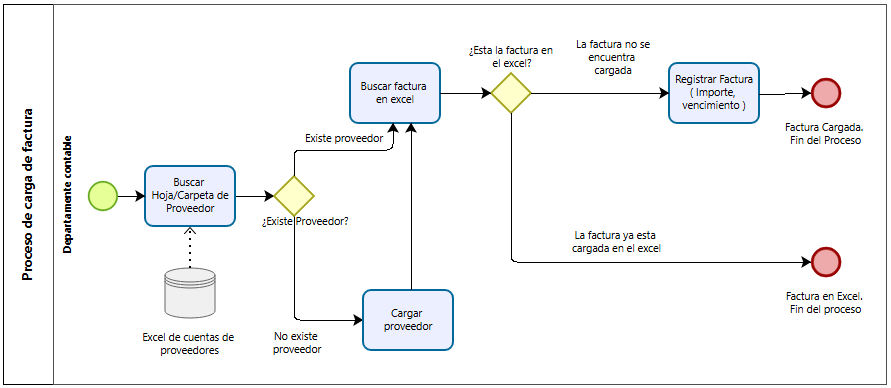 Proceso de carga de factura
Departamente contable
Buscar
Hoja/Carpeta de
Proveedor
Excel de cuentas de
proveedores
¿Existe Proveedor?
Existe proveedor
No existe
proveedor
Cargar
proveedor
Buscar factura
en excel
¿Esta la factura en
el excel?
La factura no se
encuentra
cargada
Registrar Factura
( Importe,
vencimiento )
Factura Cargada.
Fin del Proceso
La factura ya esta
cargada en el excel
Factura en Excel.
Fin del proceso